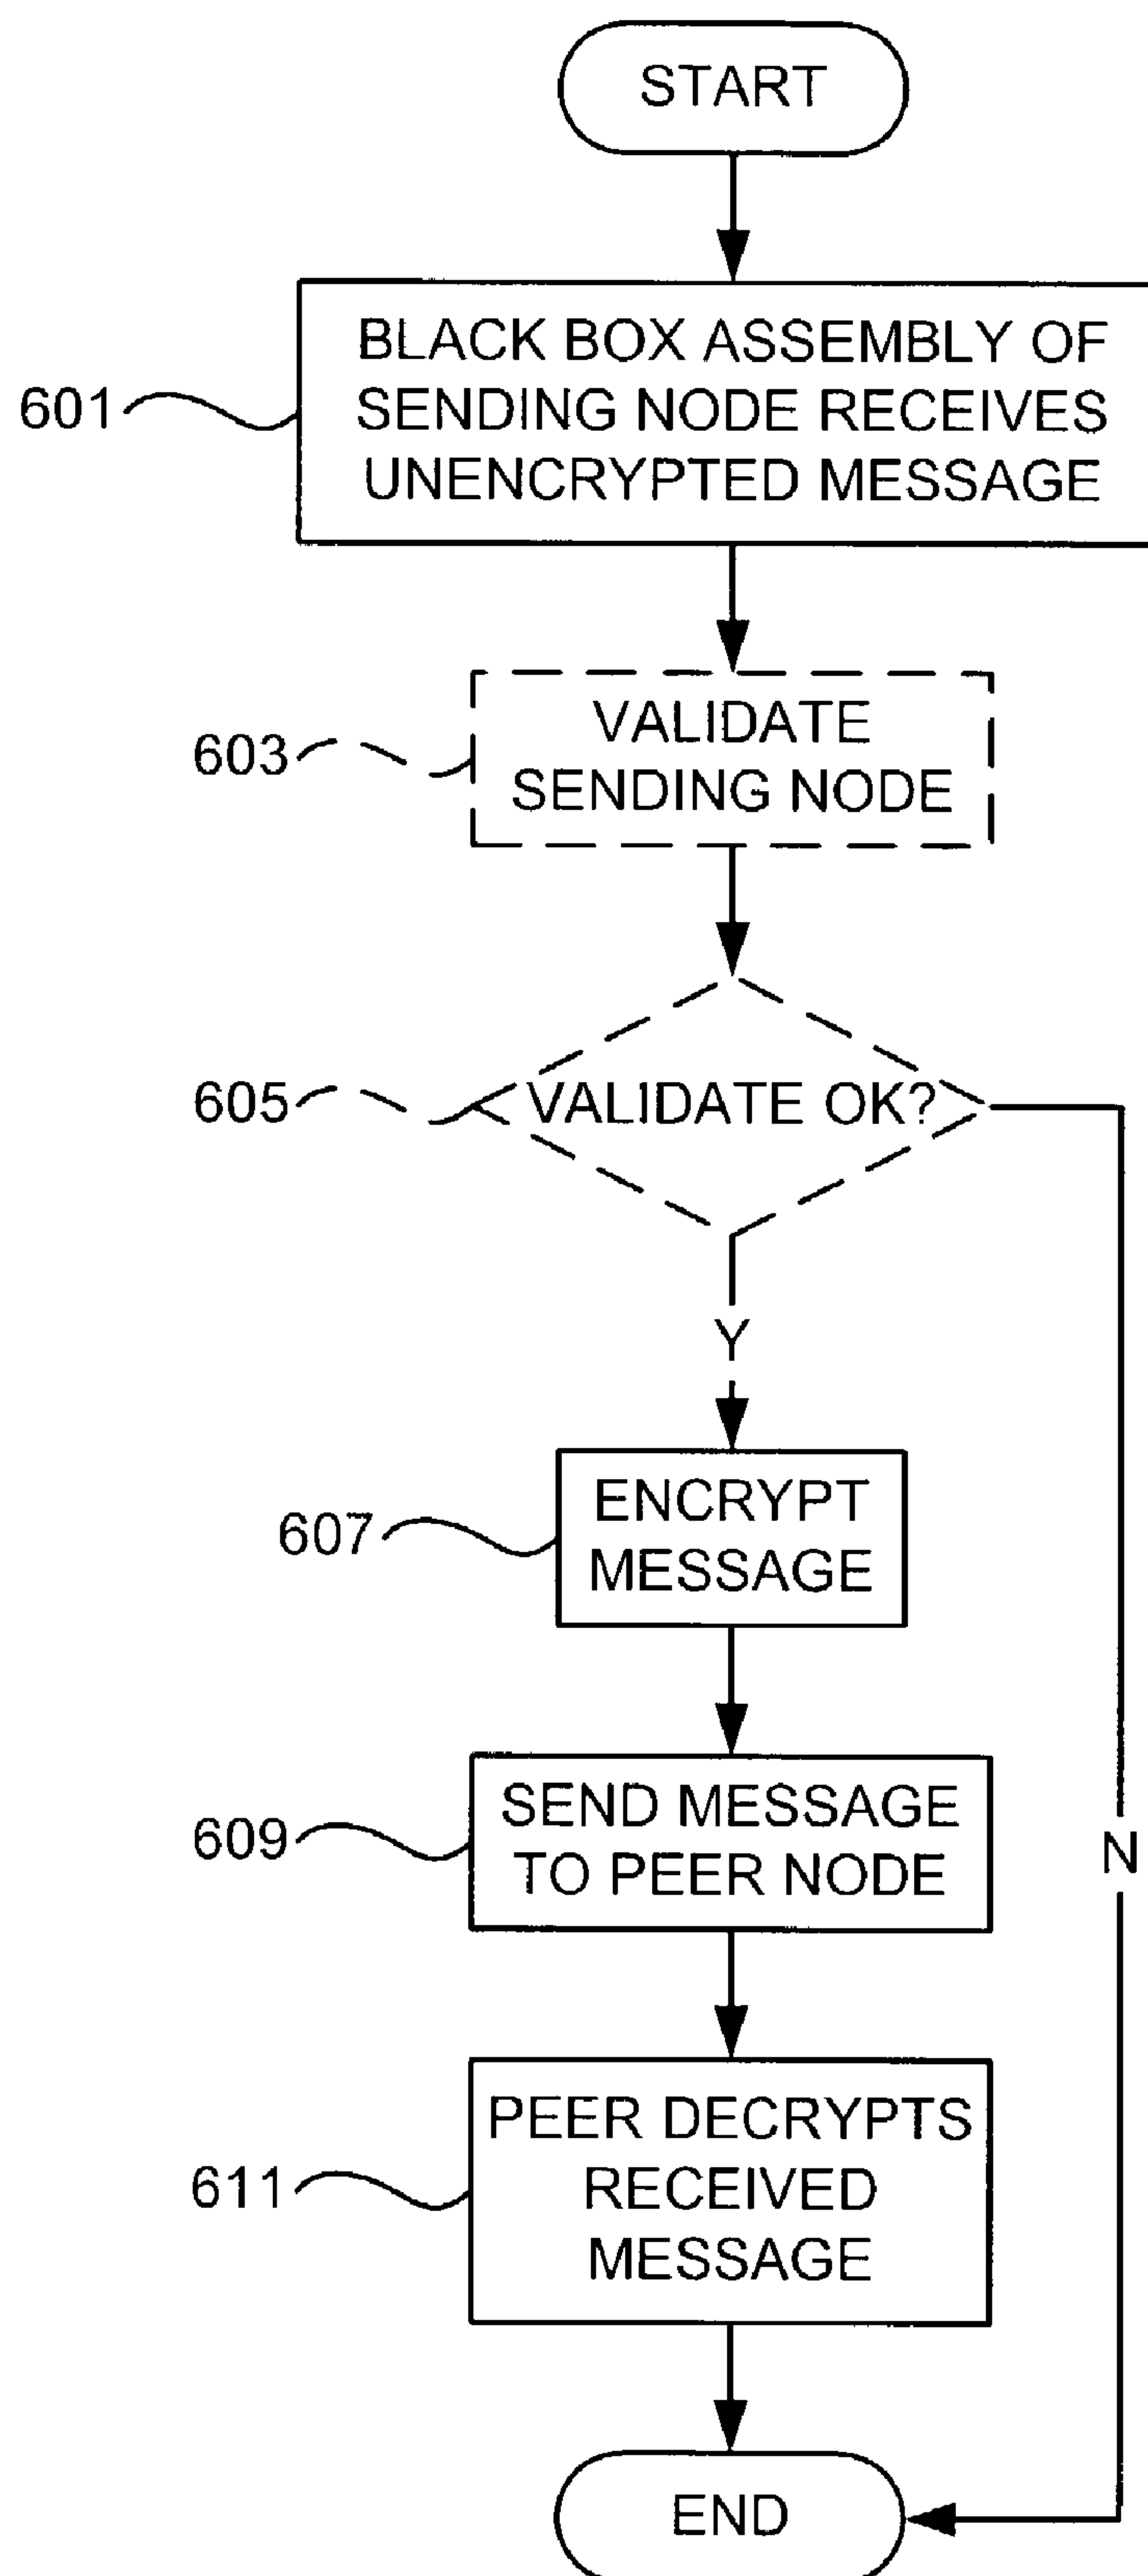 START
BLACK BOX ASSEMBLY OF
SENDING NODE RECEIVES
UNENCRYPTED MESSAGE
601
VALIDATE
SENDING NODE
603
VALIDATE OK?
605
Y
ENCRYPT
MESSAGE
607
SEND MESSAGE
TO PEER NODE
609
N
PEER DECRYPTS
RECEIVED
MESSAGE
611
END